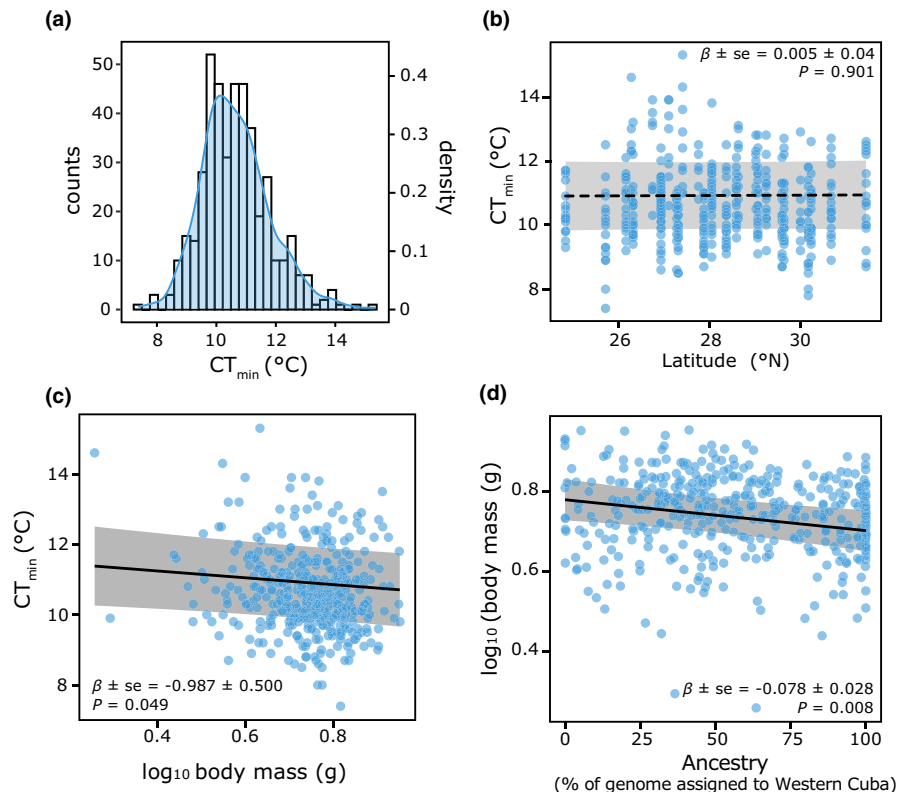 (a)
counts
50
40
30
20
10
0
0.4
0.3
0.2
0.1
0
density
8 10 12 14
CTmin (°C)
(b)
β ± se = 0.005 ± 0.04
P = 0.901
CTmin (°C)
14
12
10
8
26 28 30
Latitude (°N)
(c)
CTmin (°C)
14
12
10
8
β ± se = -0.987 ± 0.500
P = 0.049
0.4 0.6 0.8
log10 body mass (g)
(d)
log10 (body mass (g)
0.8
0.6
0.4
β ± se = -0.078 ± 0.028
P = 0.008
0 25 50 75 100
Ancestry
(% of genome assigned to Western Cuba)